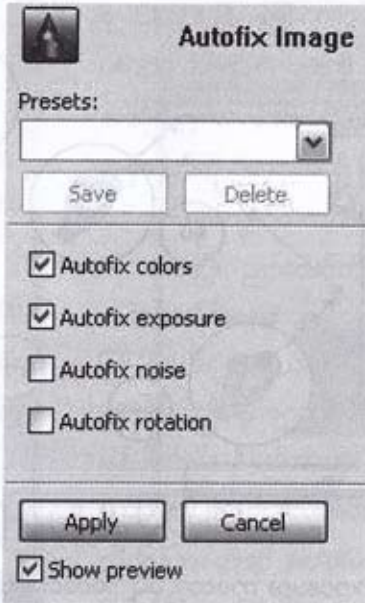 Autofix Image
Presets:
Save Delete
Autofix colors
Autofix exposure
Autofix noise
Autofix rotation
Apply Cancel
Show preview